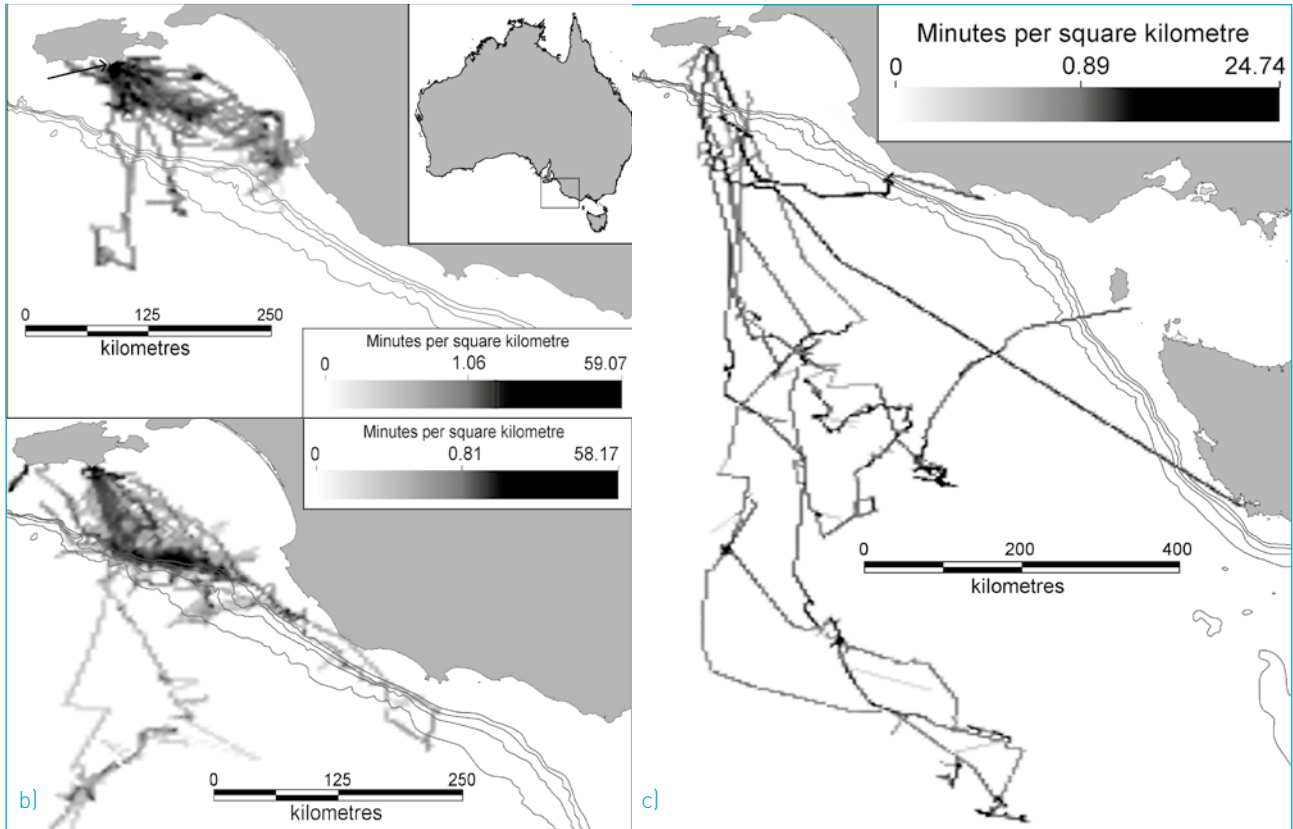 0 125 250
kilometres
Minutes per square kilometre
0 1.06 59.07
Minutes per square kilometre
0 0.81 58.17
0 125 250
kilometres
b)
Minutes per square kilometre
0 0.89 24.74
0 200 400
kilometres
c)